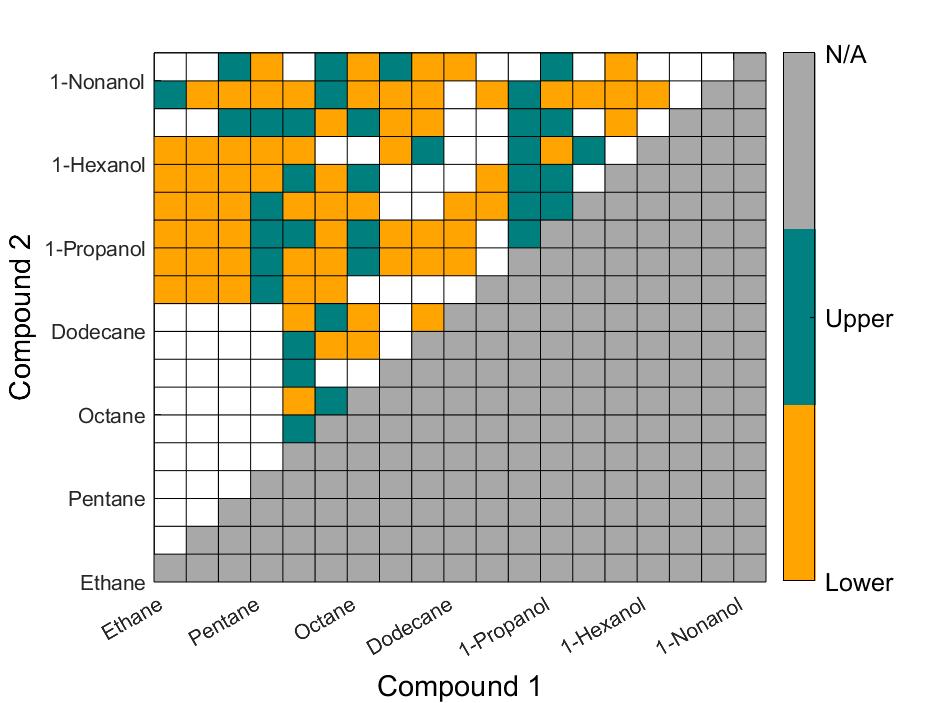 N/A
1-Nonanol
1-Hexanol
1-Propanol
Dodecane
Octane
Pentane
Ethane
Compound 2
Upper
Lower
Ethane
Pentane
Octane
Dodecane
1-Propanol
1-Hexanol
1-Nonanol
Compound 1